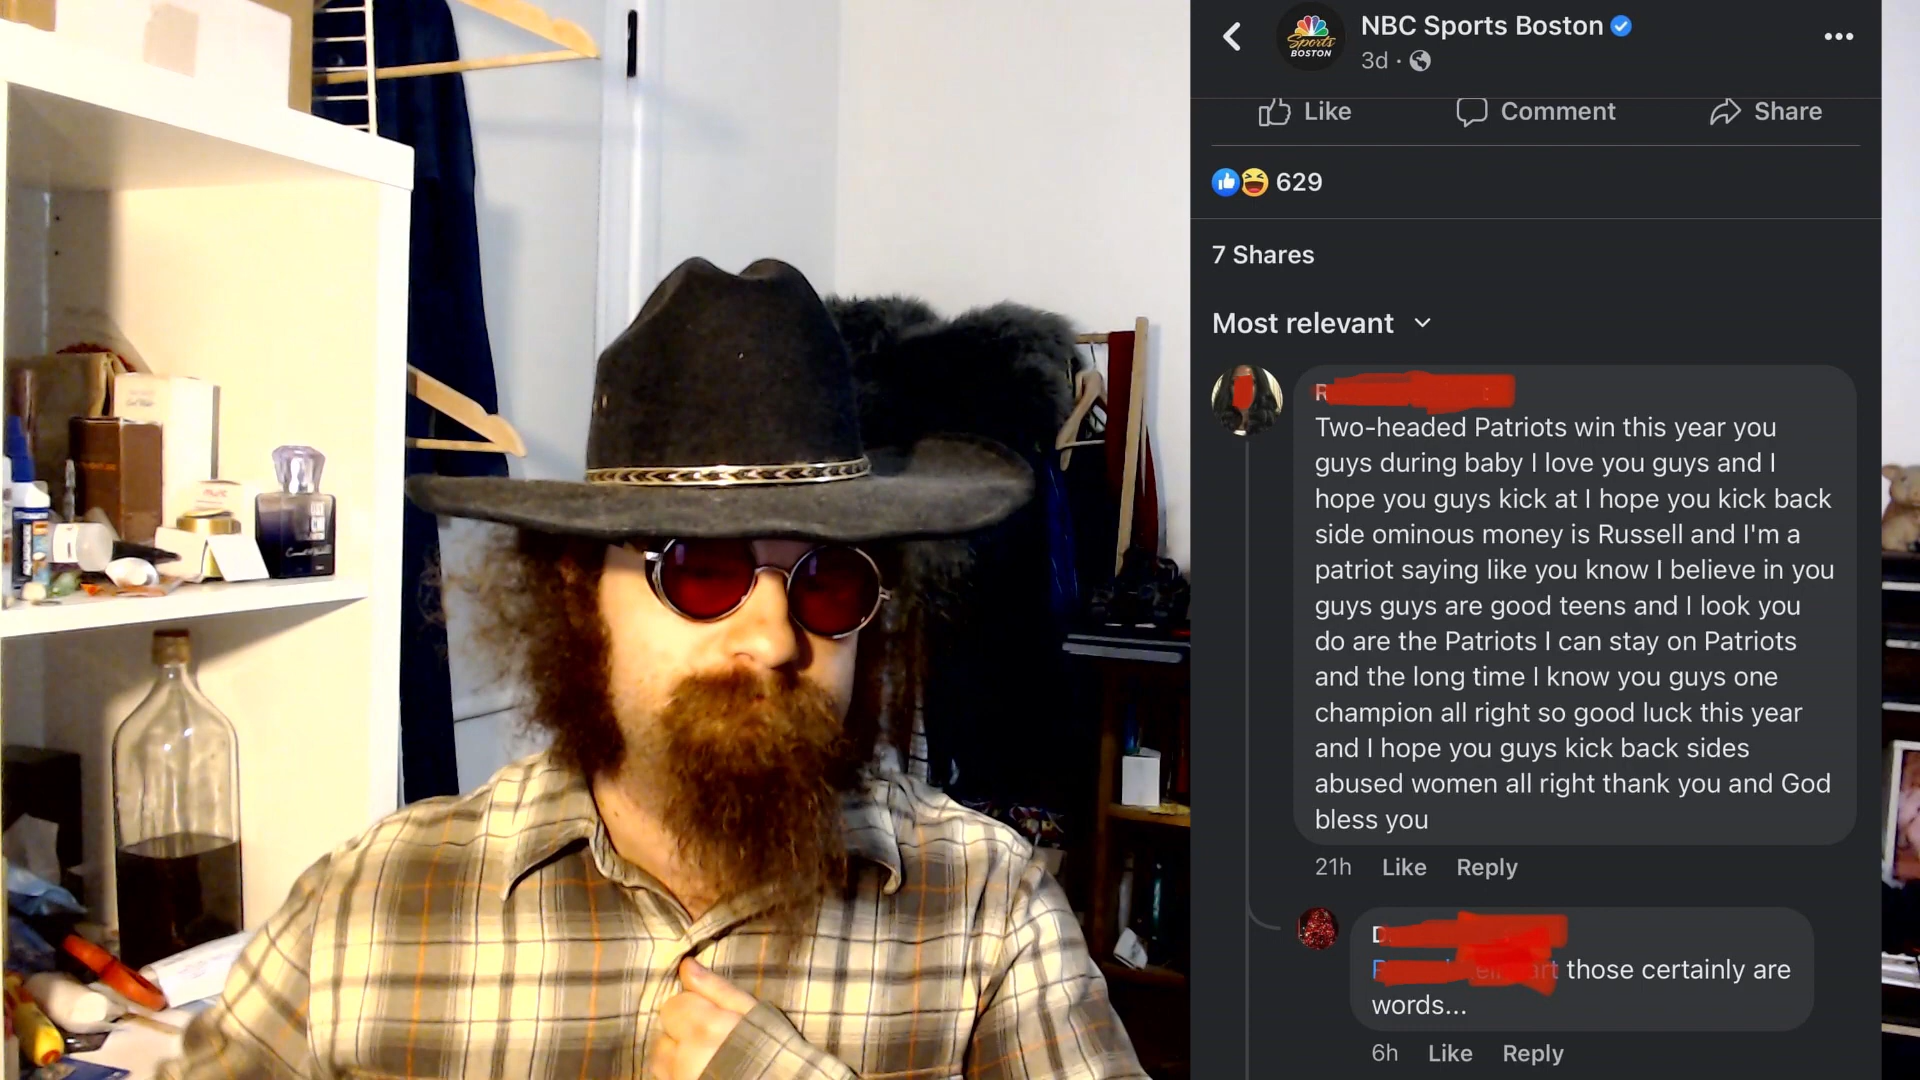 NBC Sports Boston
Sports
BOSTON
3d ·
Like Comment Share
629
7 Shares
Most relevant
R
Two-headed Patriots win this year you
guys during baby I love you guys and I
hope you guys kick at I hope you kick back
side ominous money is Russell and I'm a
patriot saying like you know I believe in you
guys guys are good teens and I look you
do are the Patriots I can stay on Patriots
and the long time I know you guys one
champion all right so good luck this year
and I hope you guys kick back sides
abused women all right thank you and God
bless you
21h Like Reply
D
those certainly are
words...
6h Like Reply